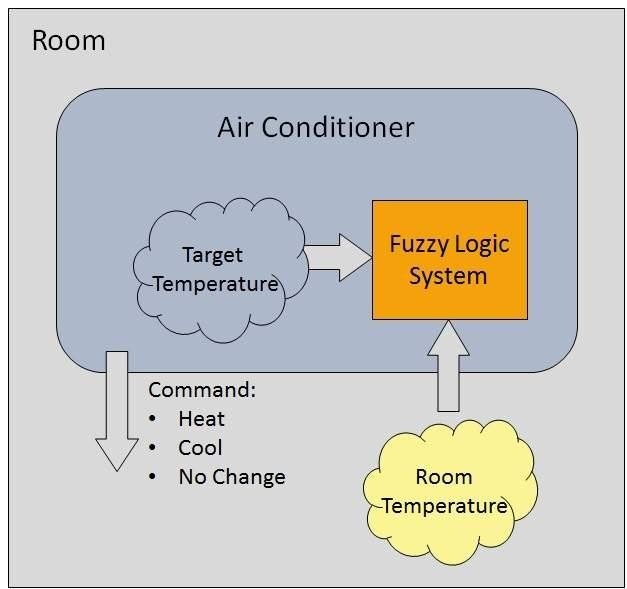 Room
Air Conditioner
Target
Temperature
Fuzzy Logic
System
Command:
• Heat
• Cool
• No Change
Room
Temperature